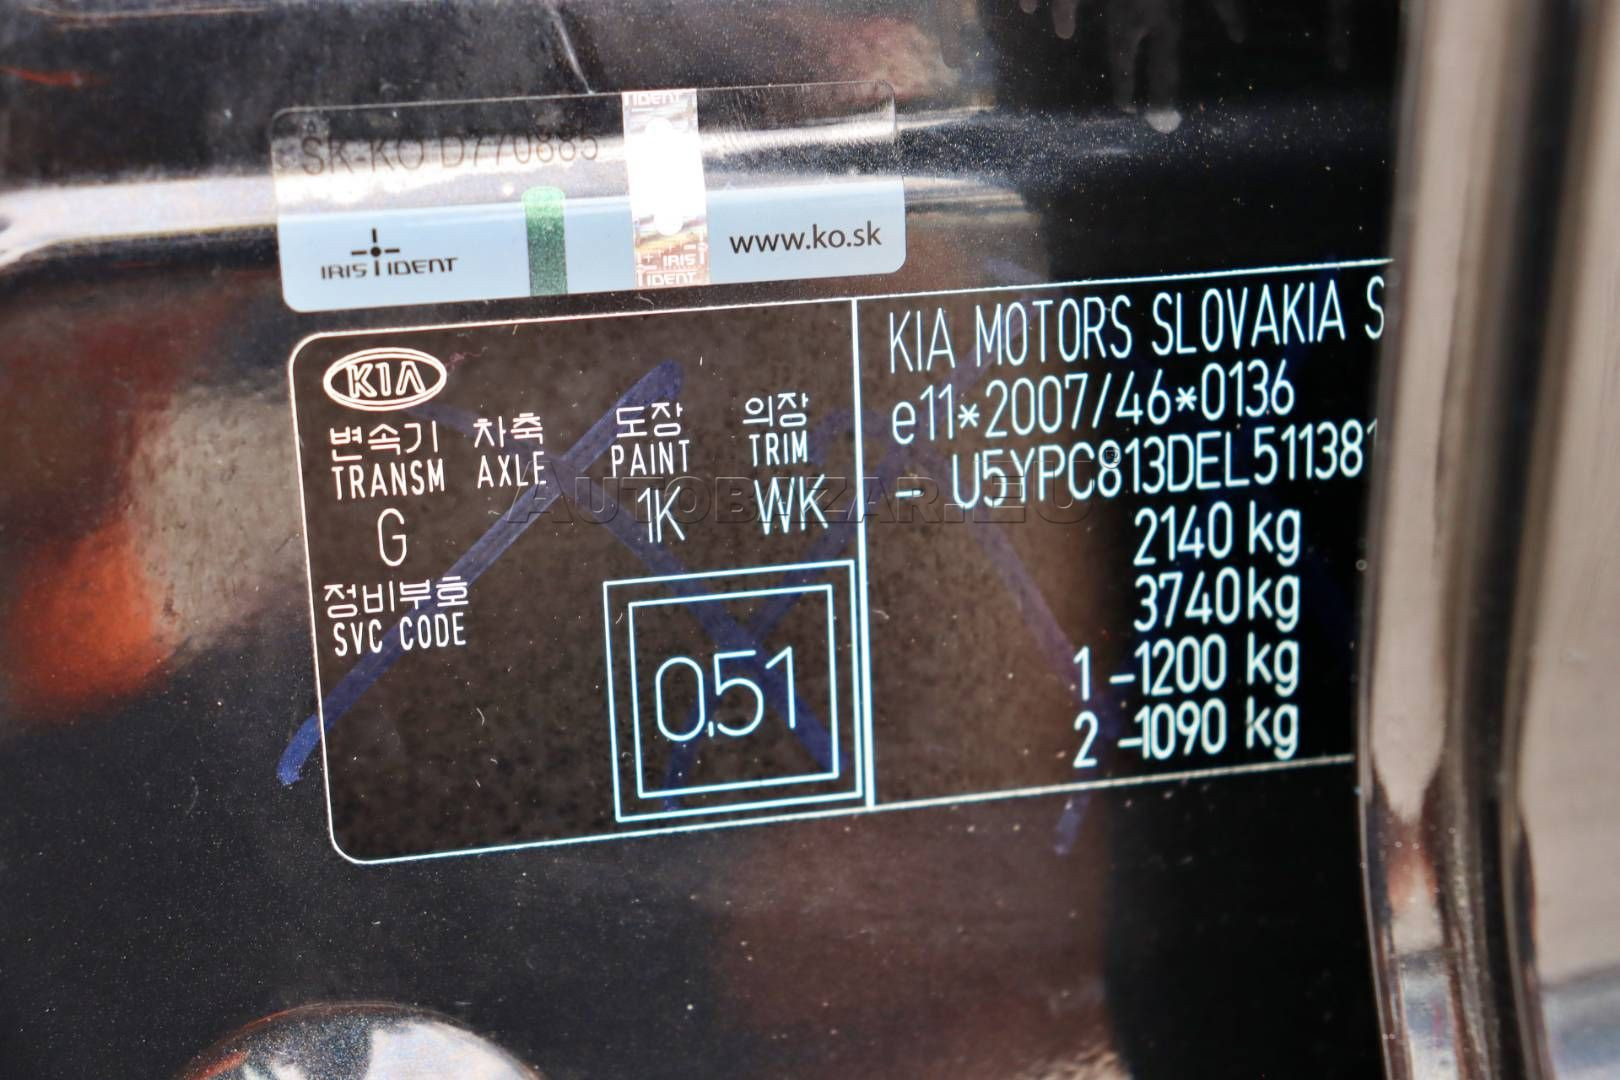 SK-KO D770885
IRIS IDENT
www.ko.sk
KIA
변속기 차축 도장 의장
TRANSM AXLE PAINT TRIM
G 1K WK
정비부호
SVC CODE
0,51
KIA MOTORS SLOVAKIA S
e11*2007/46*0136
- U5YPC813DEL511381
2140 kg
3740 kg
1 -1200 kg
2 -1090 kg
AUTOBAZAR.EU